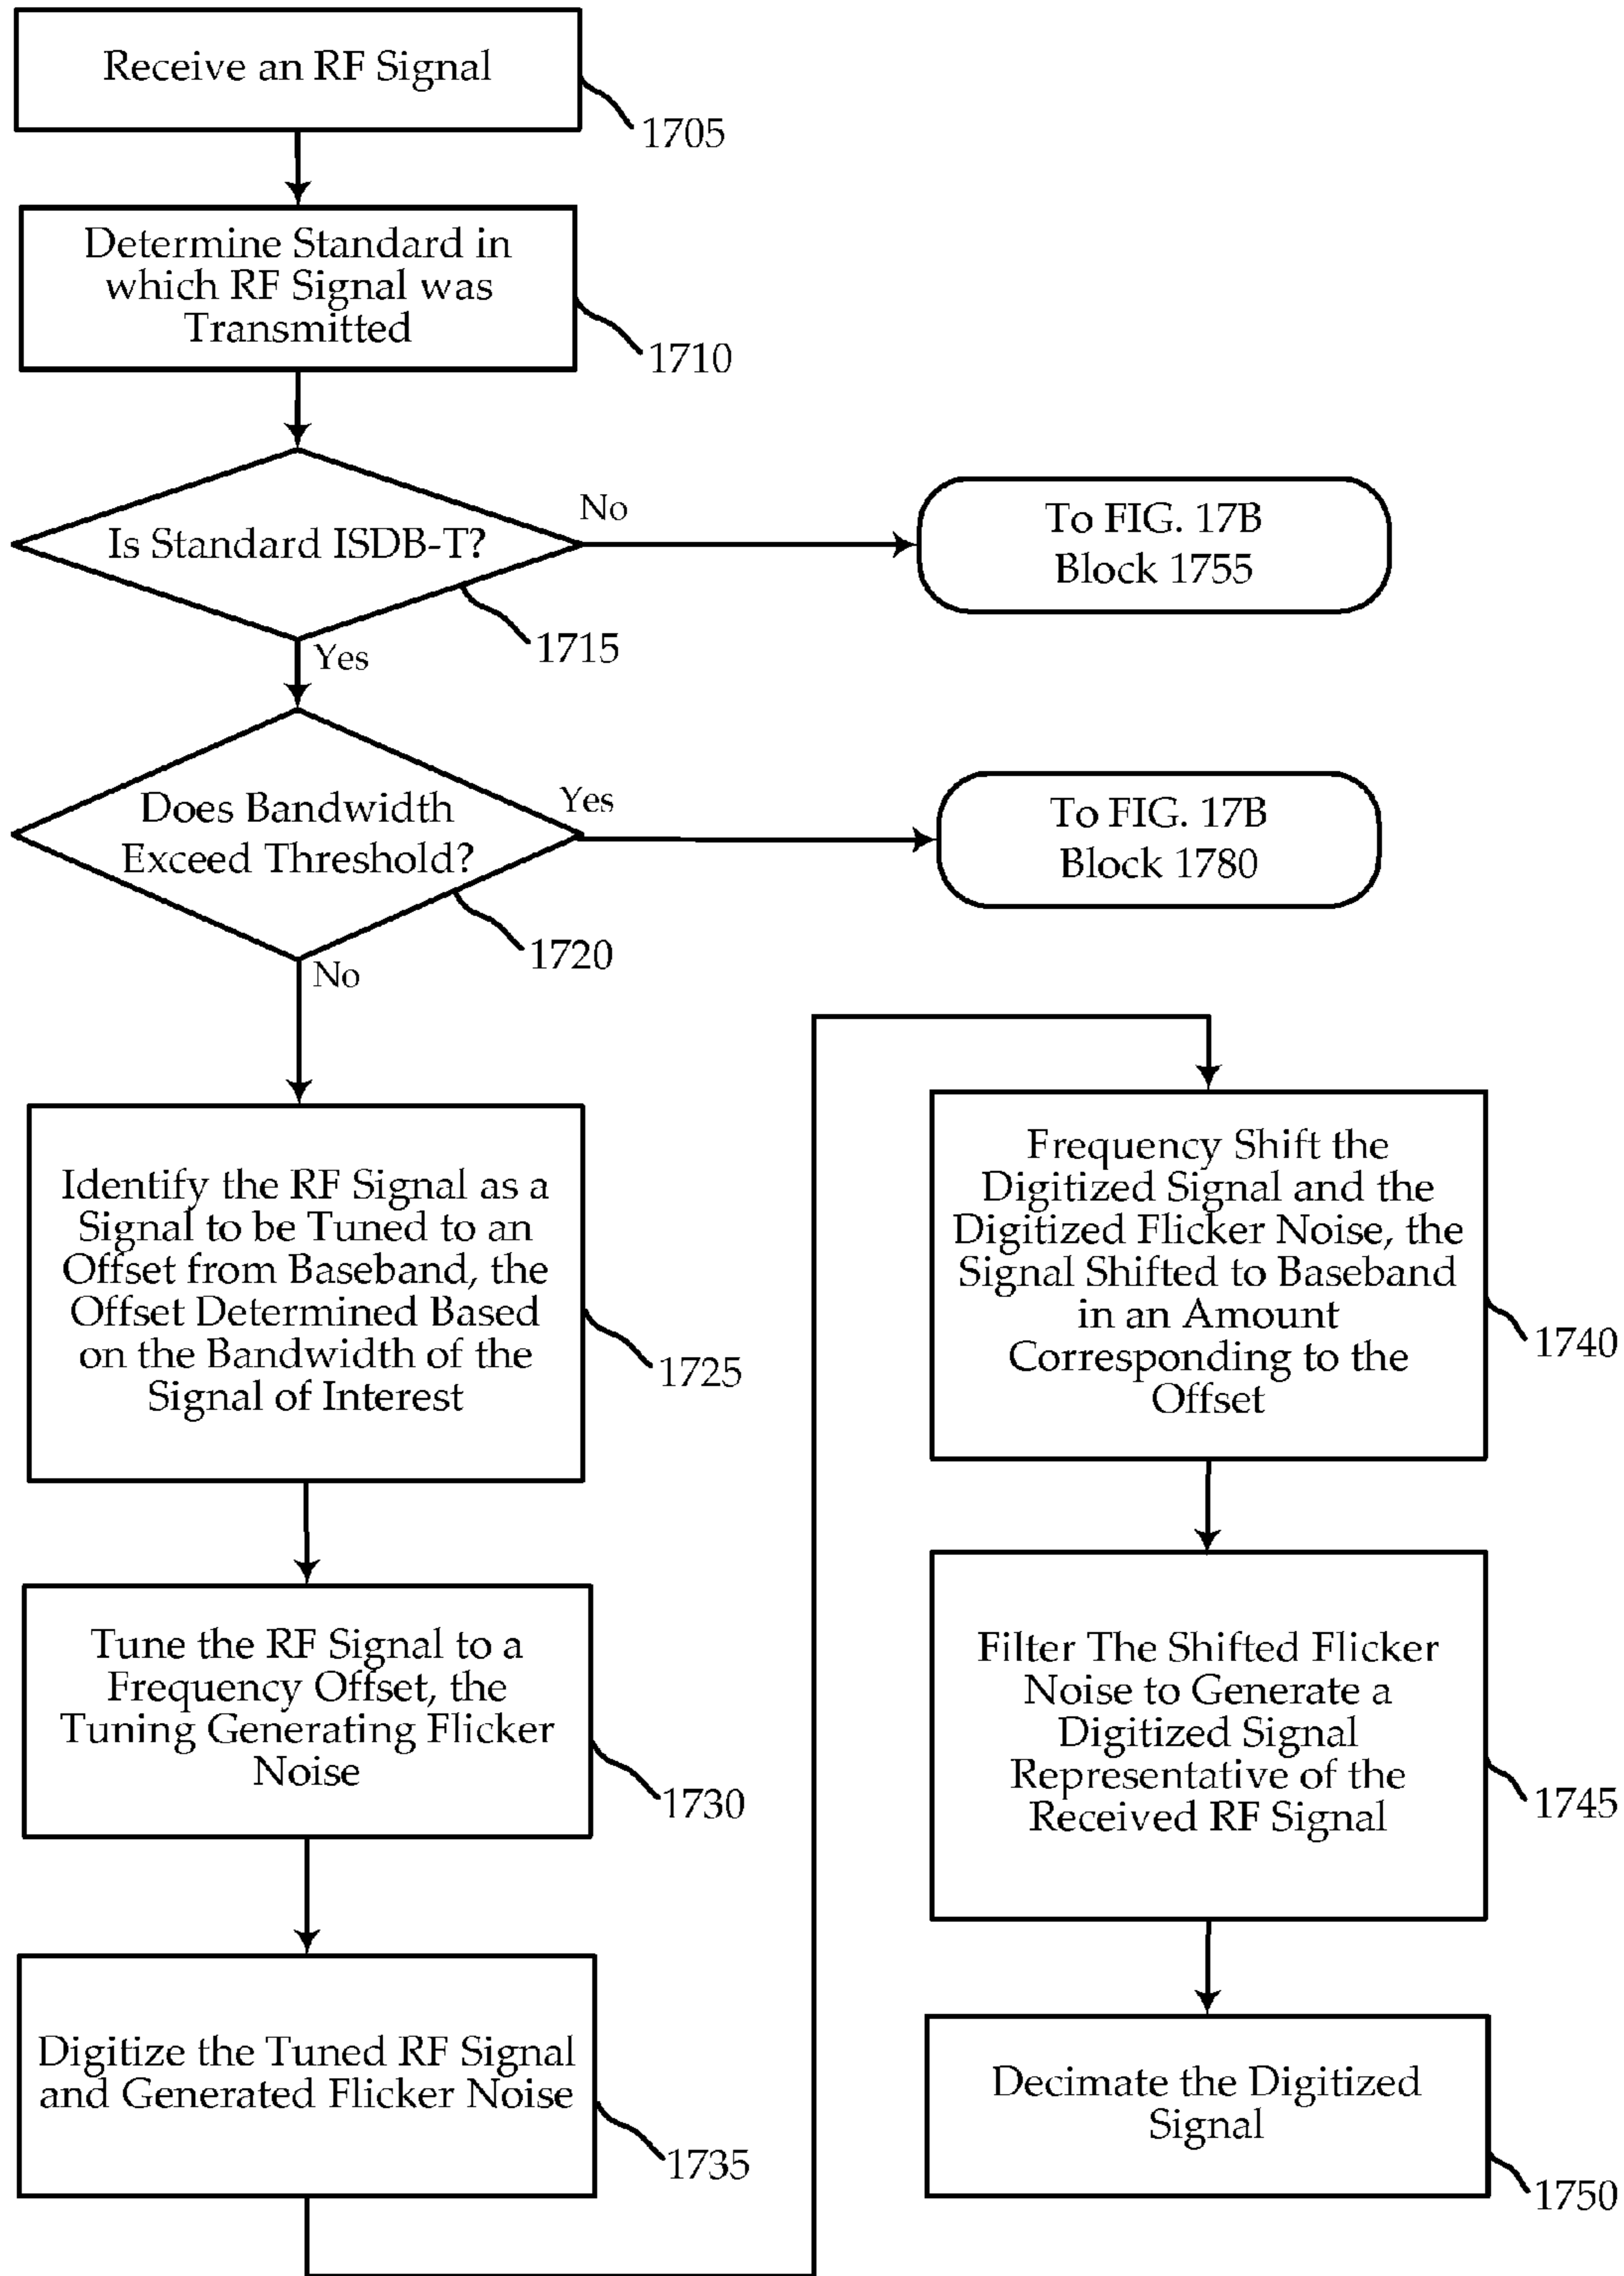 Receive an RF Signal
1705
Determine Standard in
which RF Signal was
Transmitted
1710
Is Standard ISDB-T?
No
To FIG. 17B
Block 1755
1715
Yes
Does Bandwidth
Exceed Threshold?
Yes
To FIG. 17B
Block 1780
1720
No
Identify the RF Signal as a
Signal to be Tuned to an
Offset from Baseband, the
Offset Determined Based
on the Bandwidth of the
Signal of Interest
1725
Tune the RF Signal to a
Frequency Offset, the
Tuning Generating Flicker
Noise
1730
Digitize the Tuned RF Signal
and Generated Flicker Noise
1735
Frequency Shift the
Digitized Signal and the
Digitized Flicker Noise, the
Signal Shifted to Baseband
in an Amount
Corresponding to the
Offset
1740
Filter The Shifted Flicker
Noise to Generate a
Digitized Signal
Representative of the
Received RF Signal
1745
Decimate the Digitized
Signal
1750